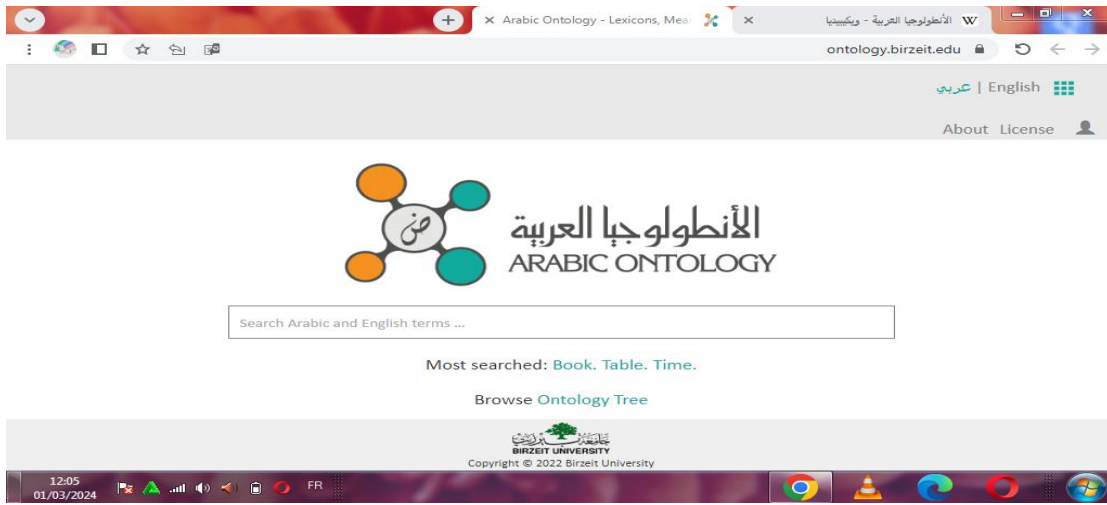 الأنطولوجيا العربية - ويكيبيديا
Arabic Ontology - Lexicons, Mea
ontology.birzeit.edu
عربي | English
About License
ض
الأنطولوجيا العربية
ARABIC ONTOLOGY
Search Arabic and English terms ...
Most searched: Book. Table. Time.
Browse Ontology Tree
جامعة بيرزيت
BIRZEIT UNIVERSITY
Copyright © 2022 Birzeit University
12:05
01/03/2024
FR